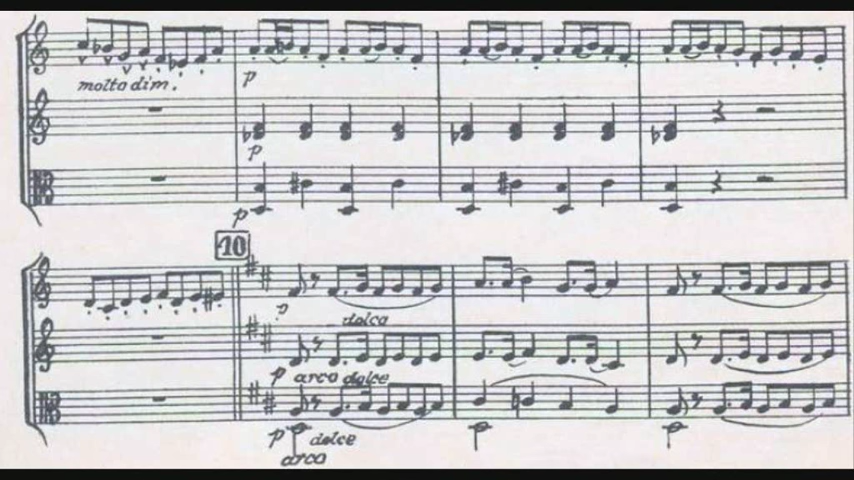 molto dim.
p
p
p
10
p
dolce
p arco dolce
p dolce
arco